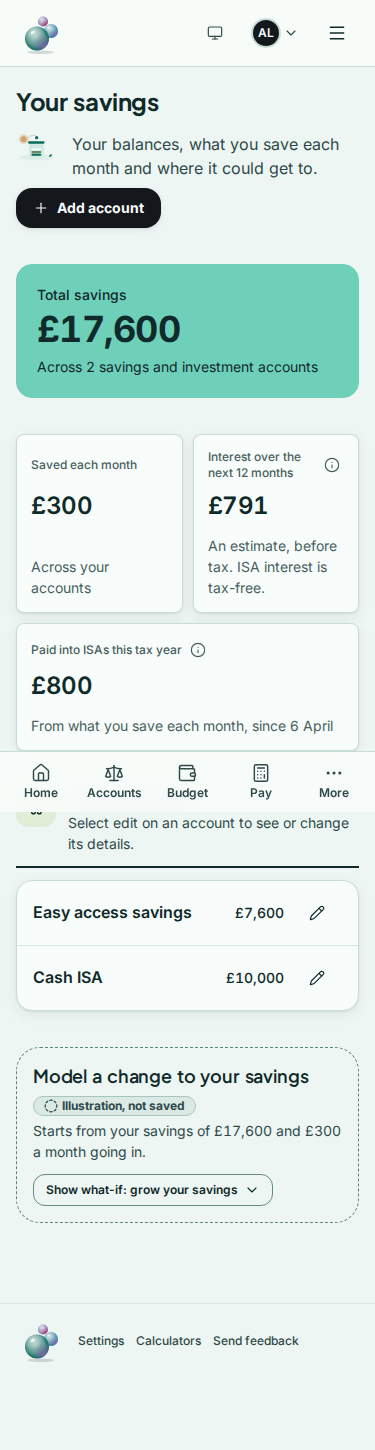 AL
Your savings
Your balances, what you save each
month and where it could get to.
Add account
Total savings
£17,600
Across 2 savings and investment accounts
Saved each month
£300
Across your
accounts
Interest over the
next 12 months
£791
An estimate, before
tax. ISA interest is
tax-free.
Paid into ISAs this tax year
£800
From what you save each month, since 6 April
Home
Accounts
Budget
Pay
More
Select edit on an account to see or change
its details.
Easy access savings
£7,600
Cash ISA
£10,000
Model a change to your savings
Illustration, not saved
Starts from your savings of £17,600 and £300
a month going in.
Show what-if: grow your savings
Settings
Calculators
Send feedback